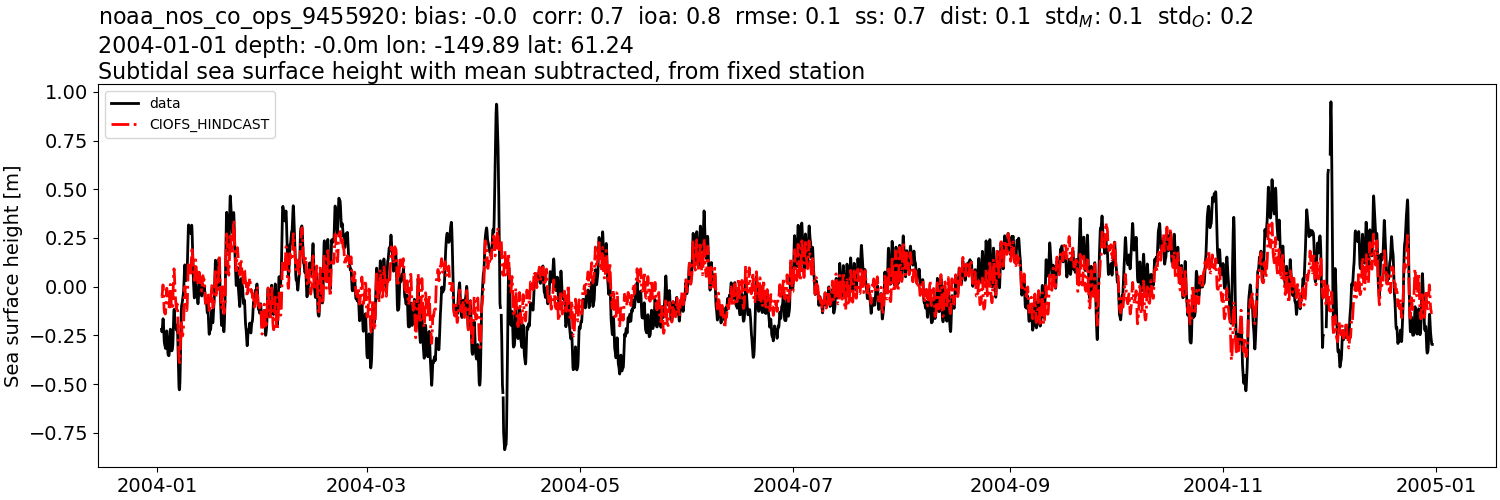 noaa_nos_co_ops_9455920: bias: -0.0 corr: 0.7 ioa: 0.8 rmse: 0.1 ss: 0.7 dist: 0.1 std_M: 0.1 std_O: 0.2
2004-01-01 depth: -0.0m lon: -149.89 lat: 61.24
Subtidal sea surface height with mean subtracted, from fixed station
Sea surface height [m]
1.00
0.75
0.50
0.25
0.00
−0.25
−0.50
−0.75
data
CIOFS_HINDCAST
2004-01
2004-03
2004-05
2004-07
2004-09
2004-11
2005-01